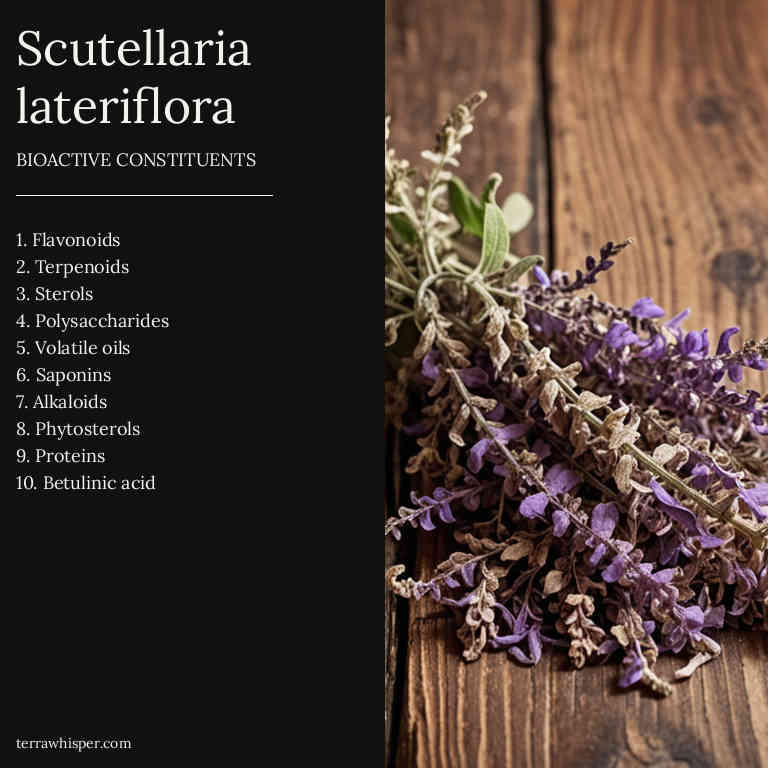 Scutellaria
lateriflora
BIOACTIVE CONSTITUENTS
1. Flavonoids
2. Terpenoids
3. Sterols
4. Polysaccharides
5. Volatile oils
6. Saponins
7. Alkaloids
8. Phytosterols
9. Proteins
10. Betulinic acid
terrawhisper.com